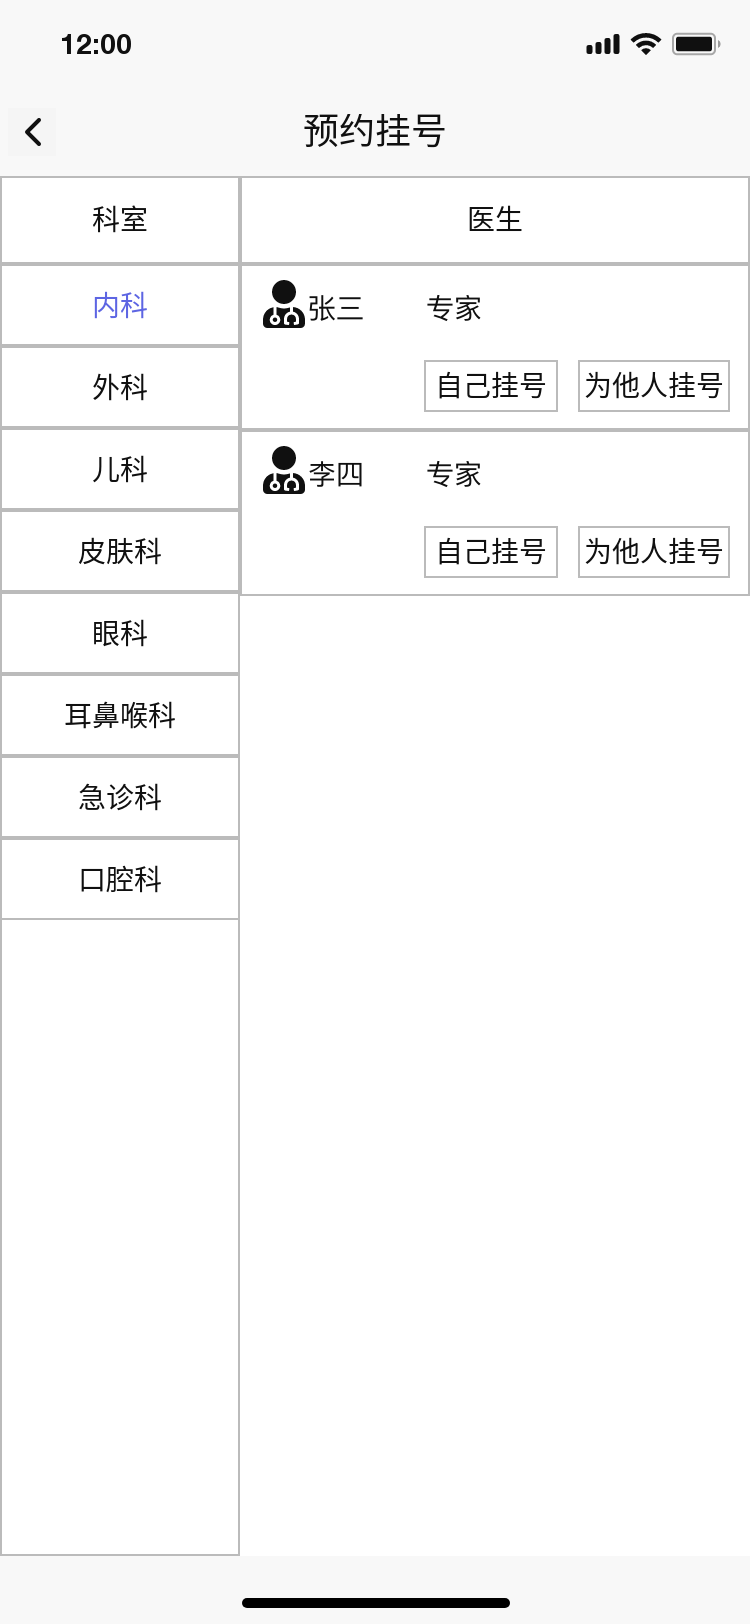 12:00
预约挂号
科室
医生
内科
外科
儿科
皮肤科
眼科
耳鼻喉科
急诊科
口腔科
张三 专家
自己挂号 为他人挂号
李四 专家
自己挂号 为他人挂号